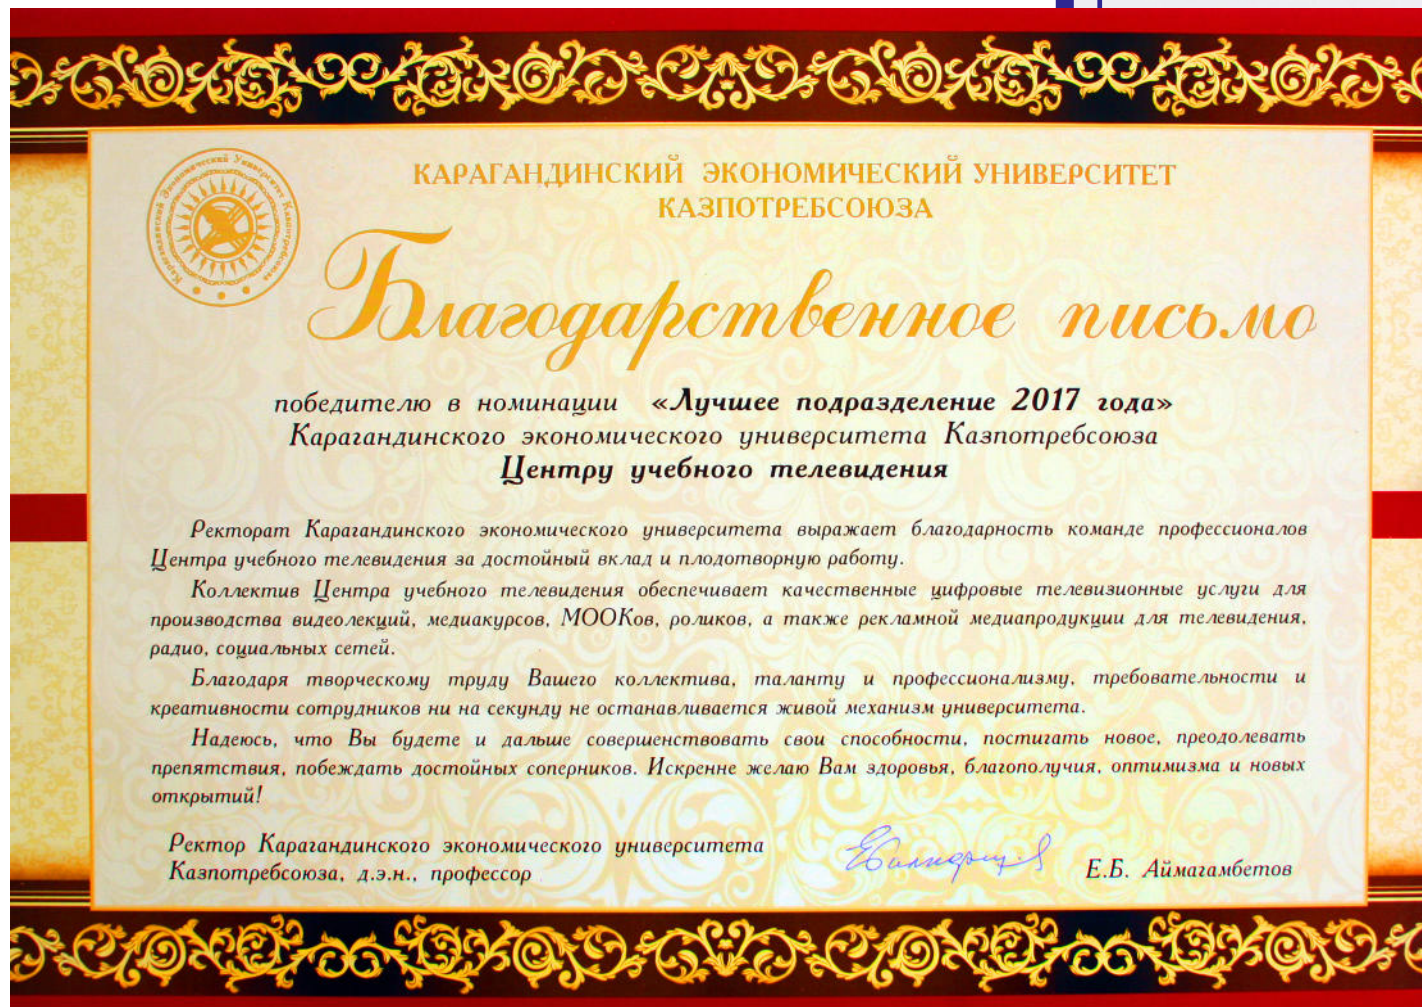 КАРАГАНДИНСКИЙ ЭКОНОМИЧЕСКИЙ УНИВЕРСИТЕТ
КАЗПОТРЕБСОЮЗА
Карагандинский Экономический Университет Казпотребсоюза
Благодарственное письмо
победителю в номинации «Лучшее подразделение 2017 года»
Карагандинского экономического университета Казпотребсоюза
Центру учебного телевидения
Ректорат Карагандинского экономического университета выражает благодарность команде профессионалов
Центра учебного телевидения за достойный вклад и плодотворную работу.
Коллектив Центра учебного телевидения обеспечивает качественные цифровые телевизионные услуги для
производства видеолекций, медиакурсов, МООКов, роликов, а также рекламной медиапродукции для телевидения,
радио, социальных сетей.
Благодаря творческому труду Вашего коллектива, таланту и профессионализму, требовательности и
креативности сотрудников ни на секунду не останавливается живой механизм университета.
Надеюсь, что Вы будете и дальше совершенствовать свои способности, постигать новое, преодолевать
препятствия, побеждать достойных соперников. Искренне желаю Вам здоровья, благополучия, оптимизма и новых
открытий!
Ректор Карагандинского экономического университета
Казпотребсоюза, д.э.н., профессор
Е.Б. Аймагамбетов